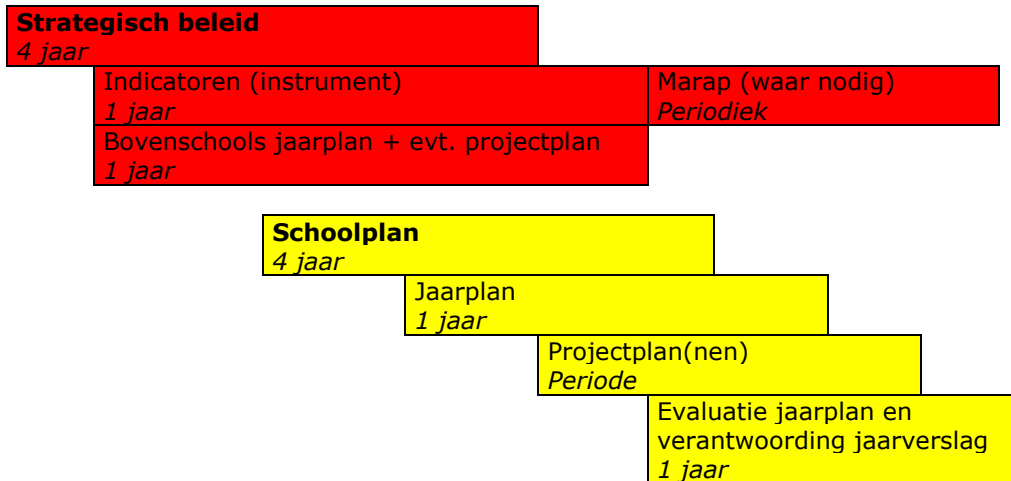 Strategisch beleid
4 jaar
Indicatoren (instrument)
1 jaar
Marap (waar nodig)
Periodiek
Bovenschools jaarplan + evt. projectplan
1 jaar
Schoolplan
4 jaar
Jaarplan
1 jaar
Projectplan(nen)
Periode
Evaluatie jaarplan en
verantwoording jaarverslag
1 jaar